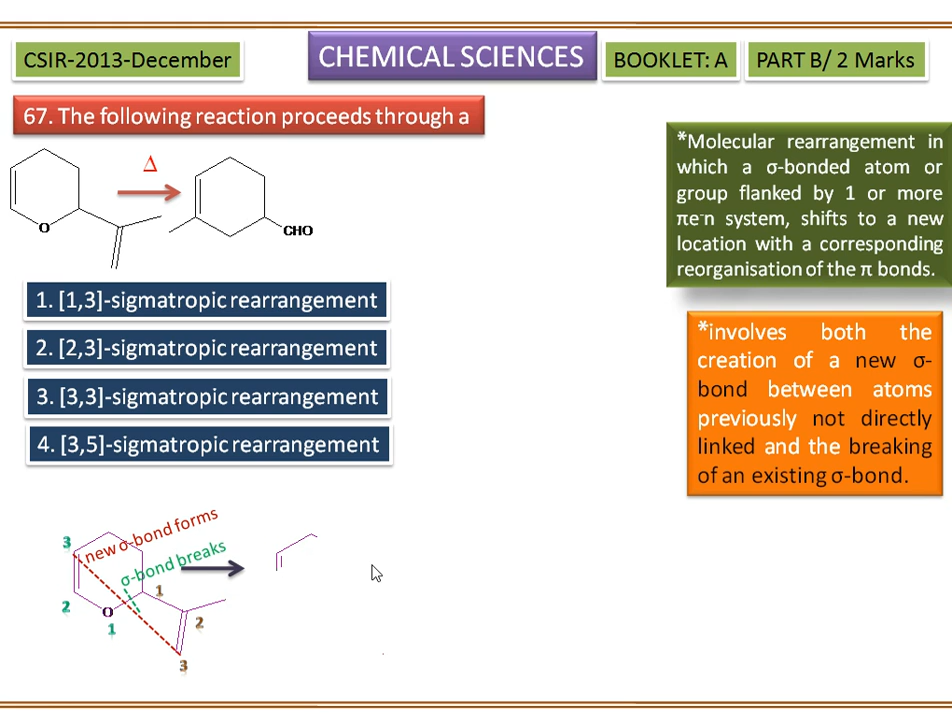 CSIR-2013-December
CHEMICAL SCIENCES
BOOKLET: A
PART B/ 2 Marks
67. The following reaction proceeds through a
Δ
O
CHO
1. [1,3]-sigmatropic rearrangement
2. [2,3]-sigmatropic rearrangement
3. [3,3]-sigmatropic rearrangement
4. [3,5]-sigmatropic rearrangement
*Molecular rearrangement in
which a σ-bonded atom or
group flanked by 1 or more
πe⁻n system, shifts to a new
location with a corresponding
reorganisation of the π bonds.
*involves both the
creation of a new σ-
bond between atoms
previously not directly
linked and the breaking
of an existing σ-bond.
new σ-bond forms
σ-bond breaks
3
2
O
1
1
2
3